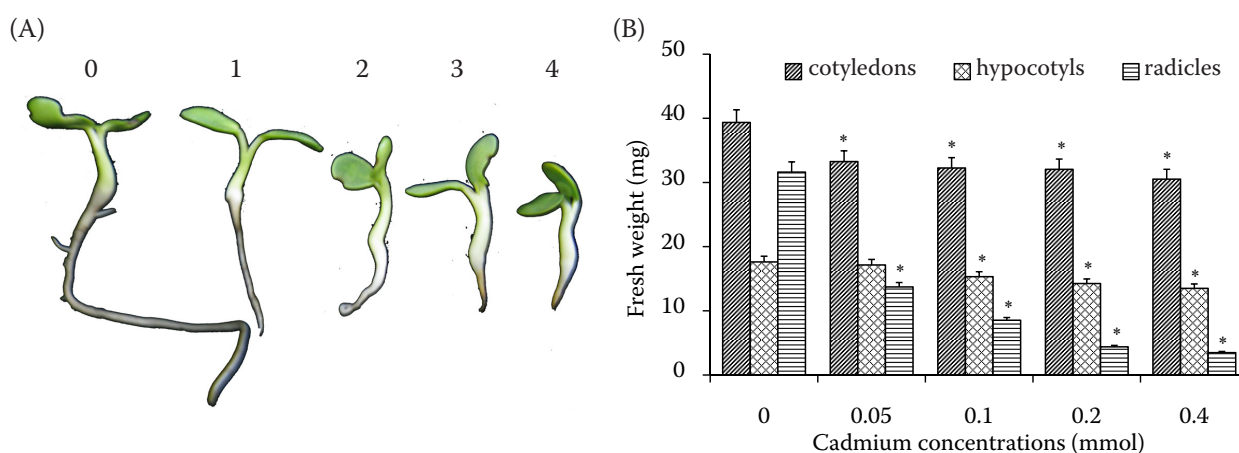 (A)
0 1 2 3 4
(B)
cotyledons hypocotyls radicles
Fresh weight (mg)
50
40
30
20
10
0
* * * *
* * *
* * * *
0 0.05 0.1 0.2 0.4
Cadmium concentrations (mmol)